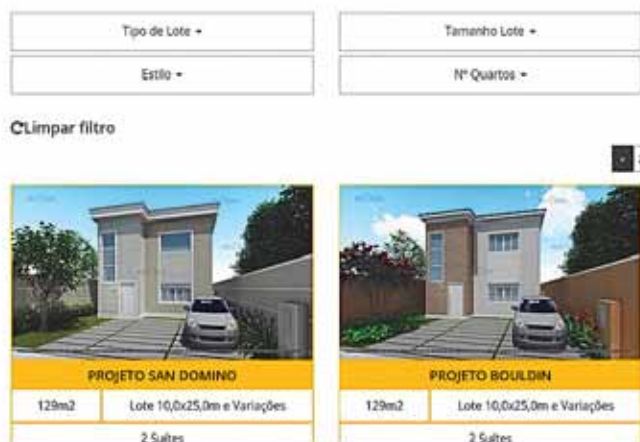 Tipo de Lote
Tamanho Lote
Estilo
Nº Quartos
Limpar filtro
PROJETO SAN DOMINO
PROJETO BOULDIN
129m2
Lote 10,0x25,0m e Variações
129m2
Lote 10,0x25,0m e Variações
2 Suítes
2 Suítes